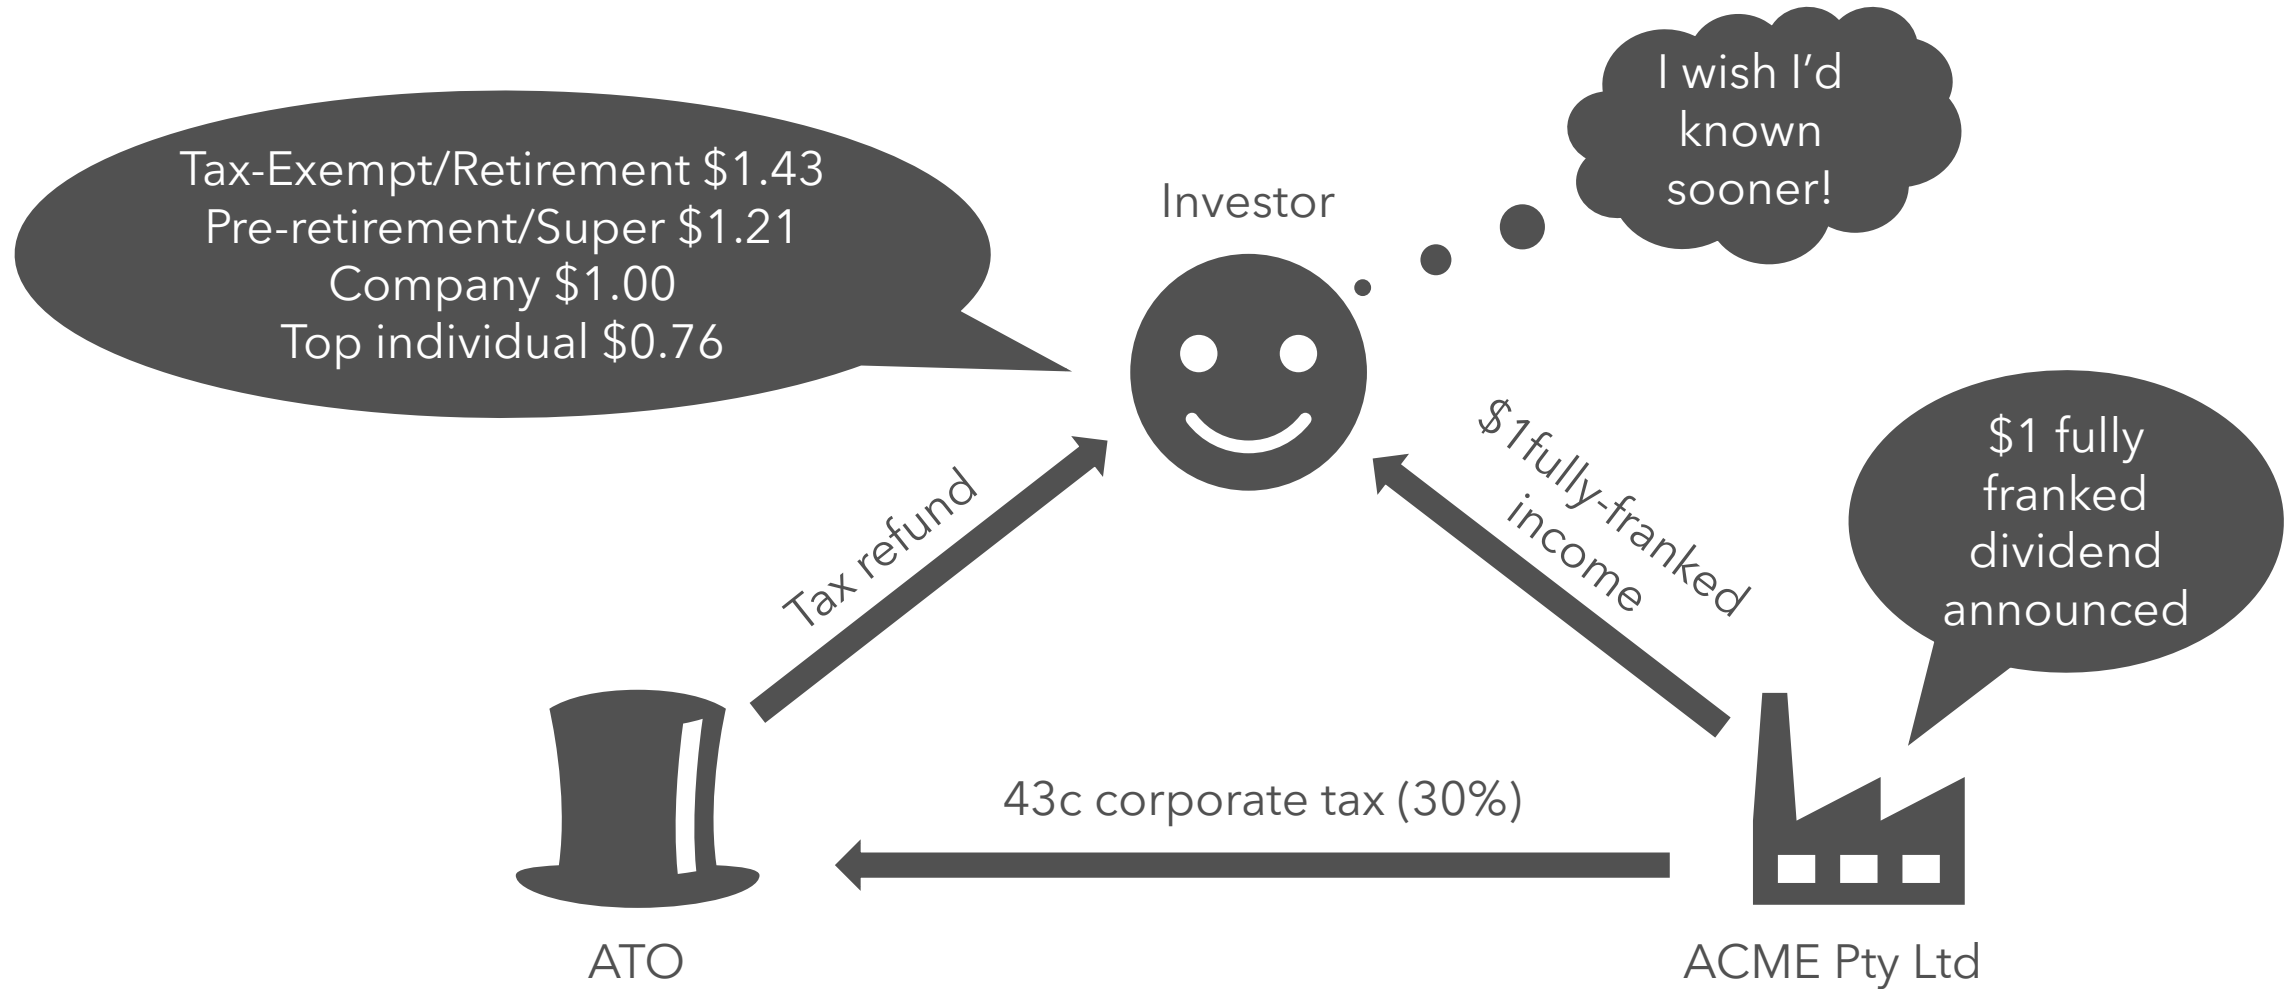 I wish I’d
known
sooner!
Tax-Exempt/Retirement $1.43
Pre-retirement/Super $1.21
Company $1.00
Top individual $0.76
Investor
$1 fully
franked
dividend
announced
$1fully-franked
income
Tax refund
43c corporate tax (30%)
ATO
ACME Pty Ltd